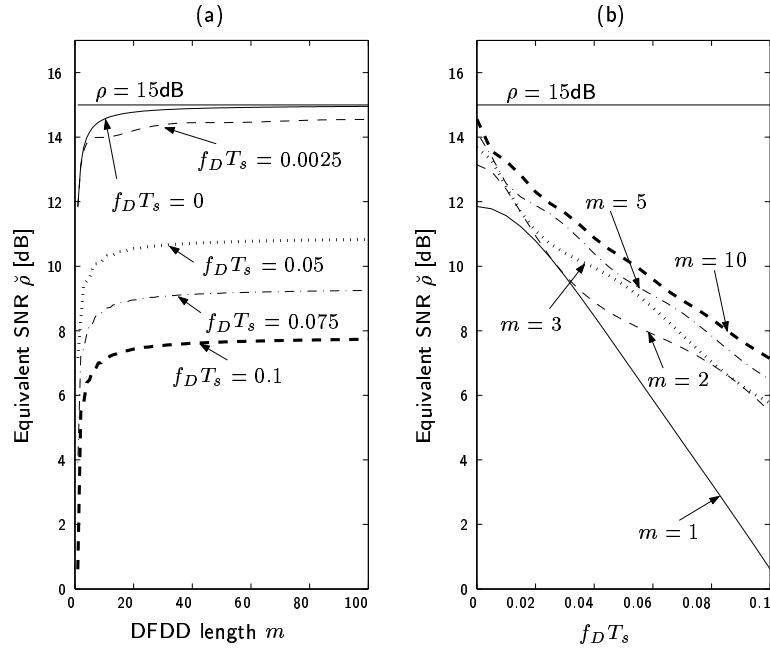 (a)
Equivalent SNR ρ̆ [dB]
16
14
12
10
8
6
4
2
0
ρ = 15dB
f_D T_s = 0.0025
f_D T_s = 0
f_D T_s = 0.05
f_D T_s = 0.075
f_D T_s = 0.1
0 20 40 60 80 100
DFDD length m
(b)
Equivalent SNR ρ̆ [dB]
16
14
12
10
8
6
4
2
0
ρ = 15dB
m = 5
m = 10
m = 3
m = 2
m = 1
0 0.02 0.04 0.06 0.08 0.1
f_D T_s